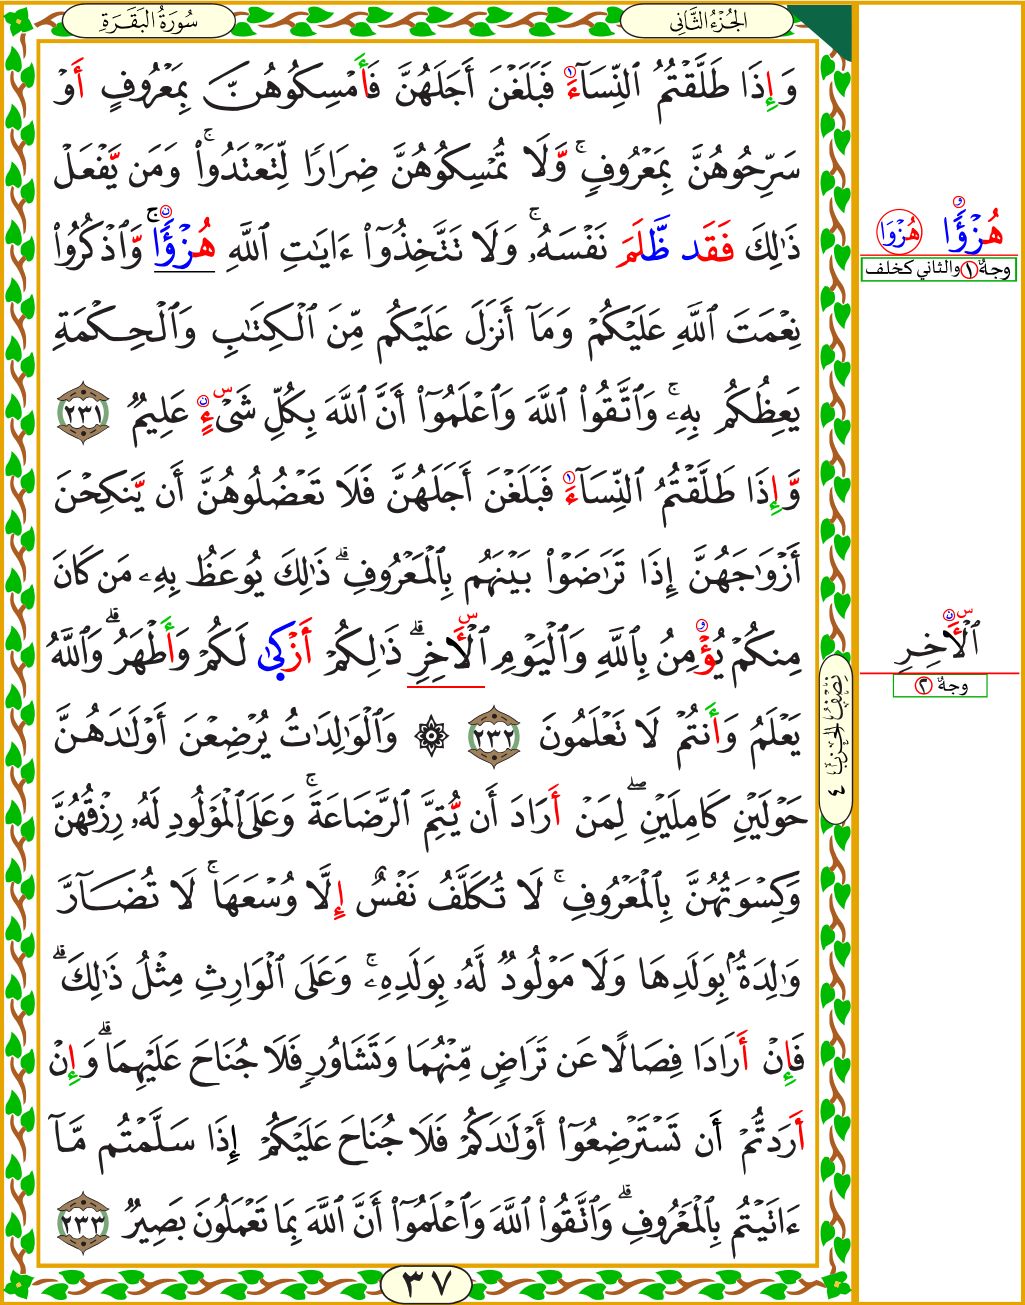 سُورَةُ البَقَرَةِ
الجُزْءُ الثَّانِي
وَإِذَا طَلَّقْتُمُ ٱلنِّسَآءَ فَبَلَغْنَ أَجَلَهُنَّ فَأَمْسِكُوهُنَّ بِمَعْرُوفٍ أَوْ
سَرِّحُوهُنَّ بِمَعْرُوفٍ ۚ وَّلَا تُمْسِكُوهُنَّ ضِرَارًا لِّتَعْتَدُوا۟ ۚ وَمَن يَّفْعَلْ
ذَٰلِكَ فَقَد ظَّلَمَ نَفْسَهُۥ ۚ وَلَا تَتَّخِذُوٓا۟ ءَايَـٰتِ ٱللَّهِ هُزْؤًا ۚ وَّٱذْكُرُوا۟
نِعْمَتَ ٱللَّهِ عَلَيْكُمْ وَمَآ أَنزَلَ عَلَيْكُم مِّنَ ٱلْكِتَـٰبِ وَٱلْحِكْمَةِ
يَعِظُكُم بِهِۦ ۚ وَٱتَّقُوا۟ ٱللَّهَ وَٱعْلَمُوٓا۟ أَنَّ ٱللَّهَ بِكُلِّ شَىْءٍ عَلِيمٌ ٢٣١
وَّإِذَا طَلَّقْتُمُ ٱلنِّسَآءَ فَبَلَغْنَ أَجَلَهُنَّ فَلَا تَعْضُلُوهُنَّ أَن يَّنكِحْنَ
أَزْوَٰجَهُنَّ إِذَا تَرَٰضَوْا۟ بَيْنَهُم بِٱلْمَعْرُوفِ ۗ ذَٰلِكَ يُوعَظُ بِهِۦ مَن كَانَ
مِنكُمْ يُؤْمِنُ بِٱللَّهِ وَٱلْيَوْمِ ٱلْأَخِرِ ۗ ذَٰلِكُمْ أَزْكَىٰ لَكُمْ وَأَطْهَرُ ۗ وَٱللَّهُ
يَعْلَمُ وَأَنتُمْ لَا تَعْلَمُونَ ٢٣٢ ۞ وَٱلْوَٰلِدَٰتُ يُرْضِعْنَ أَوْلَـٰدَهُنَّ
حَوْلَيْنِ كَامِلَيْنِ ۖ لِمَنْ أَرَادَ أَن يُّتِمَّ ٱلرَّضَاعَةَ ۚ وَعَلَى ٱلْمَوْلُودِ لَهُۥ رِزْقُهُنَّ
وَكِسْوَتُهُنَّ بِٱلْمَعْرُوفِ ۚ لَا تُكَلَّفُ نَفْسٌ إِلَّا وُسْعَهَا ۚ لَا تُضَآرَّ
وَٰلِدَةٌۢ بِوَلَدِهَا وَلَا مَوْلُودٌ لَّهُۥ بِوَلَدِهِۦ ۚ وَعَلَى ٱلْوَارِثِ مِثْلُ ذَٰلِكَ ۗ
فَإِنْ أَرَادَا فِصَالًا عَن تَرَاضٍ مِّنْهُمَا وَتَشَاوُرٍ فَلَا جُنَاحَ عَلَيْهِمَا ۗ وَإِنْ
أَرَدتُّمْ أَن تَسْتَرْضِعُوٓا۟ أَوْلَـٰدَكُمْ فَلَا جُنَاحَ عَلَيْكُمْ إِذَا سَلَّمْتُم مَّآ
ءَاتَيْتُم بِٱلْمَعْرُوفِ ۗ وَٱتَّقُوا۟ ٱللَّهَ وَٱعْلَمُوٓا۟ أَنَّ ٱللَّهَ بِمَا تَعْمَلُونَ بَصِيرٌ ٢٣٣
٣٧
نِصْفُ الحِزْبِ ٤
هُزْؤًا هُزْوَا
وجهٌ ١ والثاني كخلف
ٱلْأَخِرِ
وجهٌ ٢